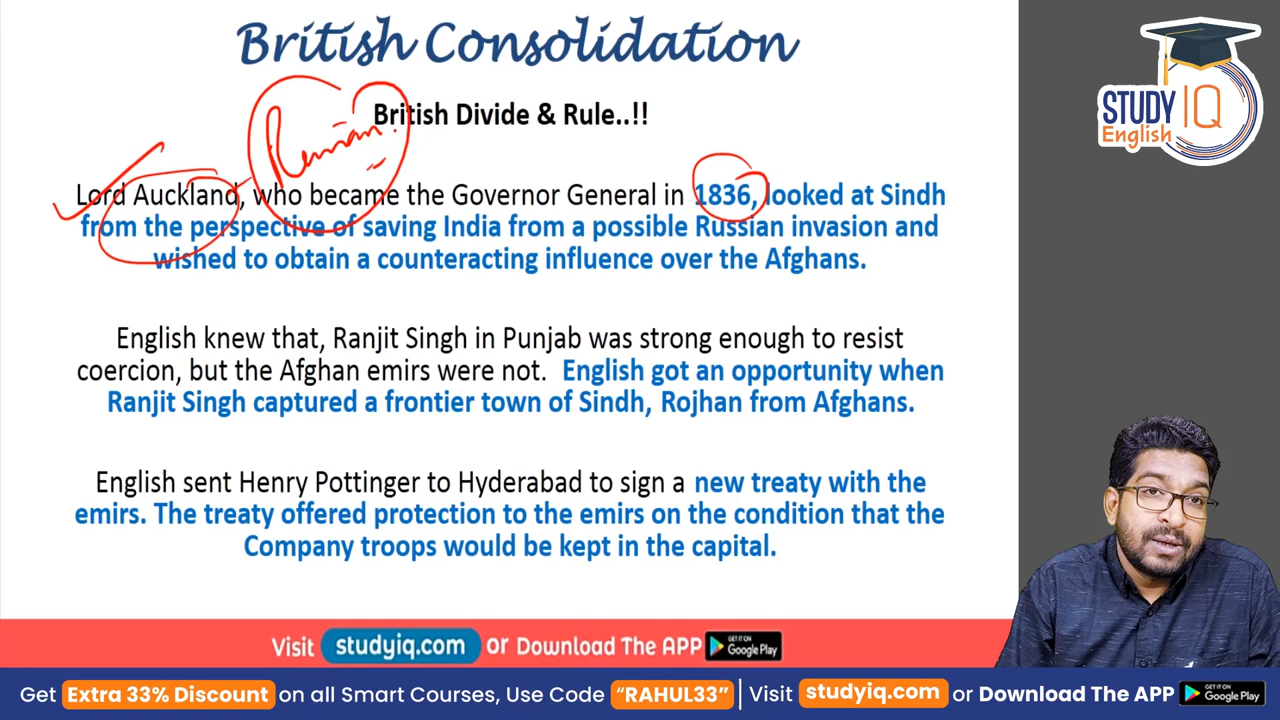 British Consolidation
STUDY IQ
English
British Divide & Rule..!!
Russian
Lord Auckland, who became the Governor General in 1836, looked at Sindh
from the perspective of saving India from a possible Russian invasion and
wished to obtain a counteracting influence over the Afghans.
English knew that, Ranjit Singh in Punjab was strong enough to resist
coercion, but the Afghan emirs were not. English got an opportunity when
Ranjit Singh captured a frontier town of Sindh, Rojhan from Afghans.
English sent Henry Pottinger to Hyderabad to sign a new treaty with the
emirs. The treaty offered protection to the emirs on the condition that the
Company troops would be kept in the capital.
Visit studyiq.com or Download The APP GET IT ON Google Play
Get Extra 33% Discount on all Smart Courses, Use Code “RAHUL33” Visit studyiq.com or Download The APP GET IT ON Google Play